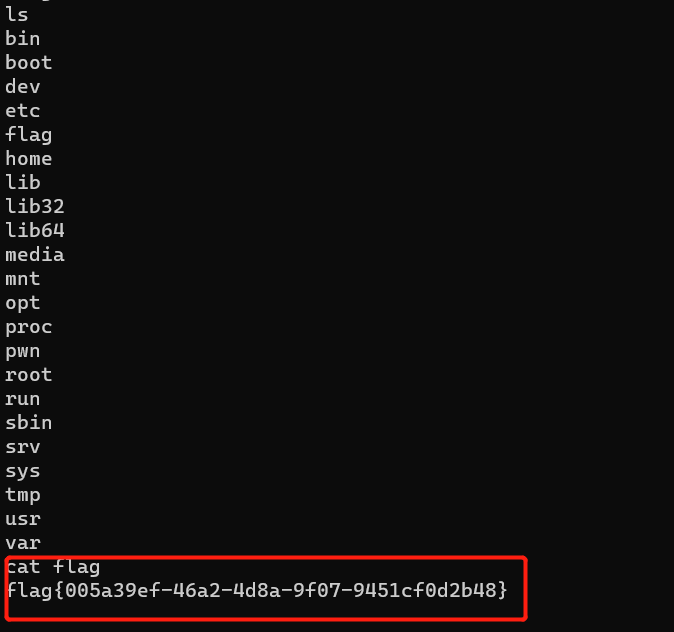 ls
bin
boot
dev
etc
flag
home
lib
lib32
lib64
media
mnt
opt
proc
pwn
root
run
sbin
srv
sys
tmp
usr
var
cat flag
flag{005a39ef-46a2-4d8a-9f07-9451cf0d2b48}